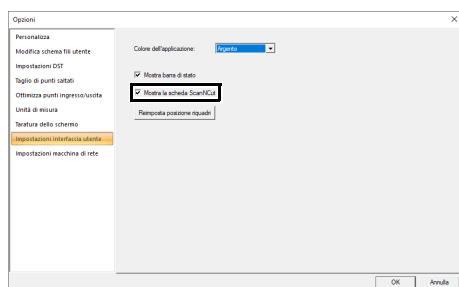 Opzioni
Personalizza
Modifica schema fili utente
Impostazioni DST
Taglio di punti saltati
Ottimizza punti ingresso/uscita
Unità di misura
Taratura dello schermo
Impostazioni interfaccia utente
Impostazioni macchina di rete
Colore dell'applicazione:
Argento
Mostra barra di stato
Mostra la scheda ScanNCut
Reimposta posizione riquadri
OK
Annulla